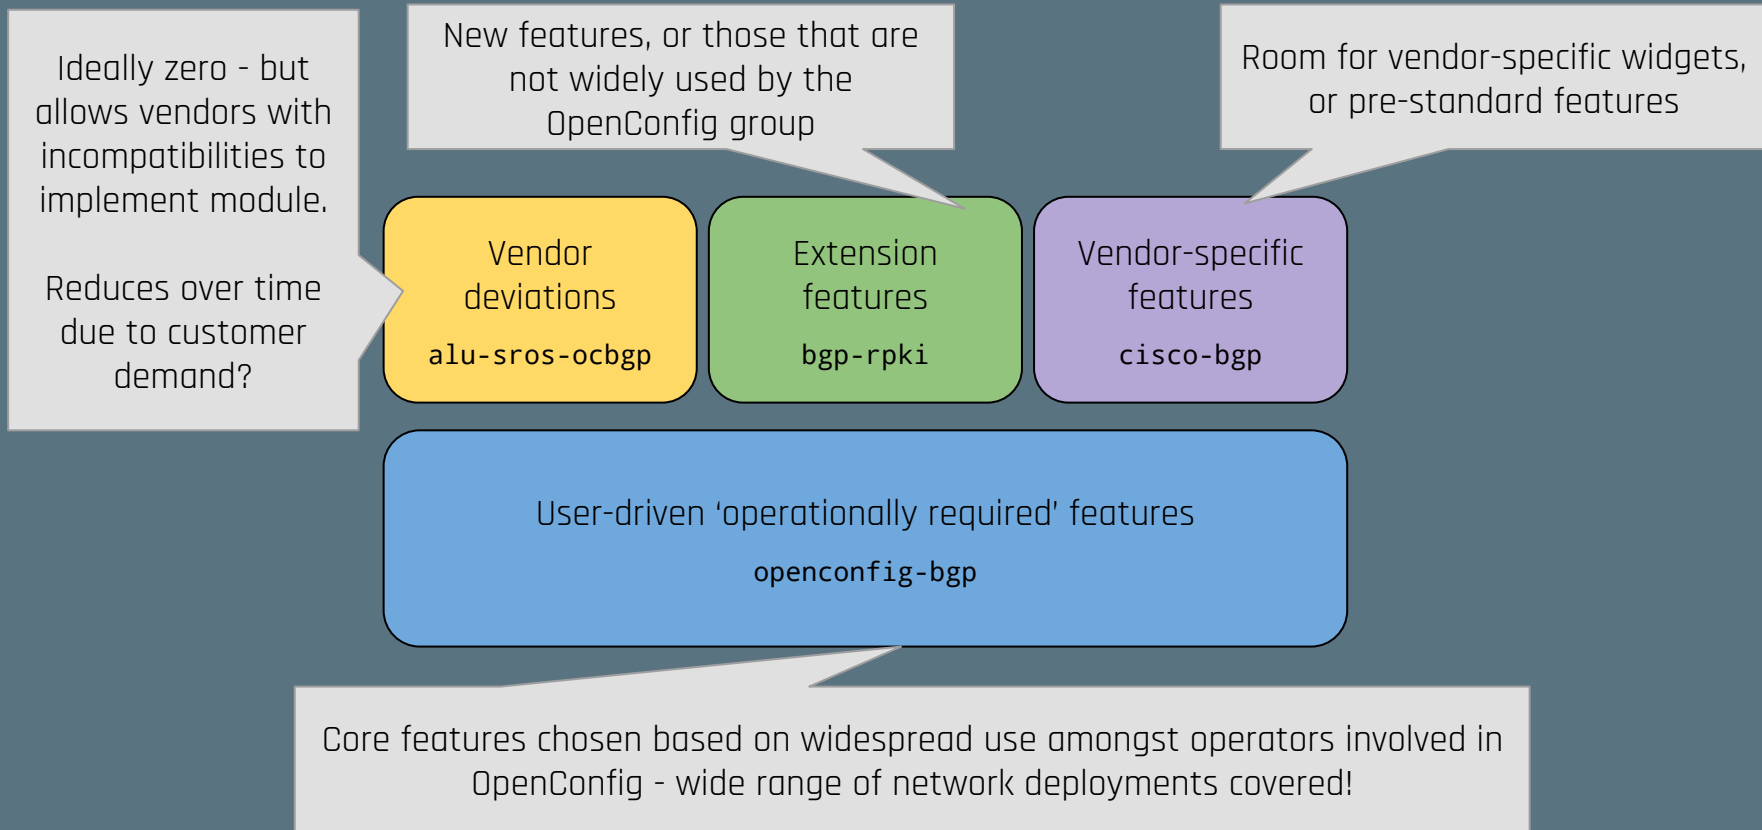 Ideally zero - but
allows vendors with
incompatibilities to
implement module.
Reduces over time
due to customer
demand?
New features, or those that are
not widely used by the
OpenConfig group
Room for vendor-specific widgets,
or pre-standard features
Vendor
deviations
alu-sros-ocbgp
Extension
features
bgp-rpki
Vendor-specific
features
cisco-bgp
User-driven ‘operationally required’ features
openconfig-bgp
Core features chosen based on widespread use amongst operators involved in
OpenConfig - wide range of network deployments covered!